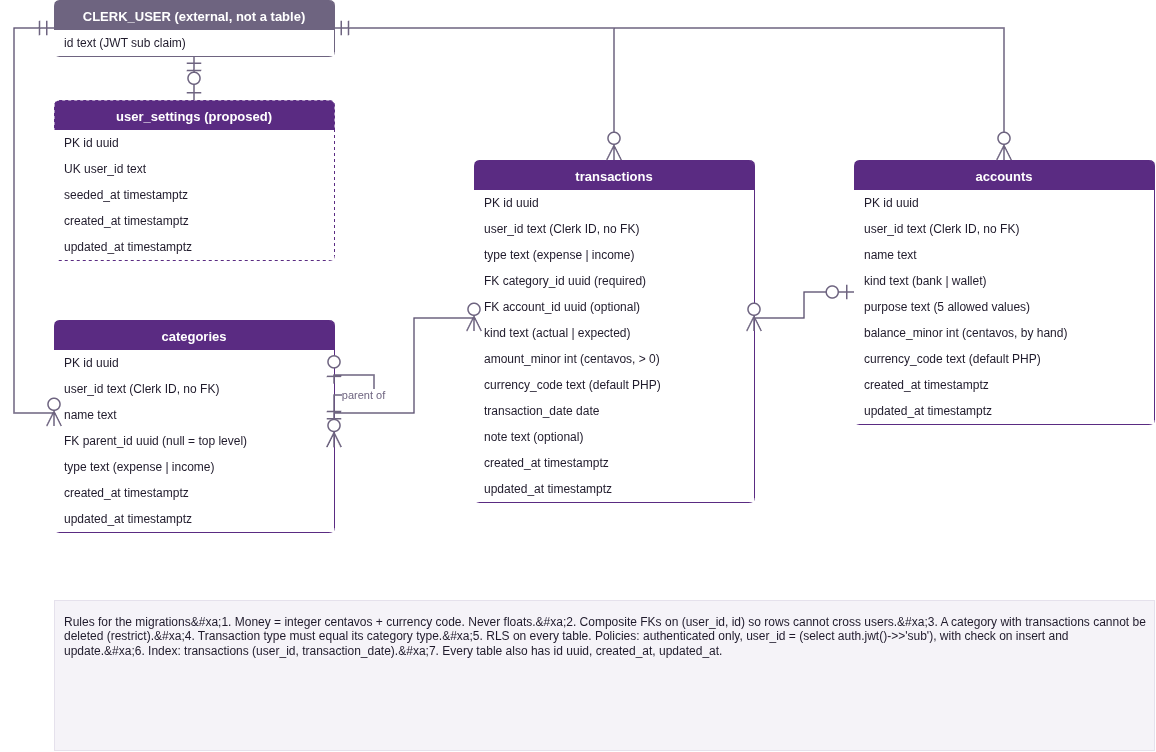 CLERK_USER (external, not a table)
id text (JWT sub claim)
user_settings (proposed)
PK id uuid
UK user_id text
seeded_at timestamptz
created_at timestamptz
updated_at timestamptz
categories
PK id uuid
user_id text (Clerk ID, no FK)
name text
FK parent_id uuid (null = top level)
type text (expense | income)
created_at timestamptz
updated_at timestamptz
parent of
transactions
PK id uuid
user_id text (Clerk ID, no FK)
type text (expense | income)
FK category_id uuid (required)
FK account_id uuid (optional)
kind text (actual | expected)
amount_minor int (centavos, > 0)
currency_code text (default PHP)
transaction_date date
note text (optional)
created_at timestamptz
updated_at timestamptz
accounts
PK id uuid
user_id text (Clerk ID, no FK)
name text
kind text (bank | wallet)
purpose text (5 allowed values)
balance_minor int (centavos, by hand)
currency_code text (default PHP)
created_at timestamptz
updated_at timestamptz
Rules for the migrations&#xa;1. Money = integer centavos + currency code. Never floats.&#xa;2. Composite FKs on (user_id, id) so rows cannot cross users.&#xa;3. A category with transactions cannot be
deleted (restrict).&#xa;4. Transaction type must equal its category type.&#xa;5. RLS on every table. Policies: authenticated only, user_id = (select auth.jwt()->>'sub'), with check on insert and
update.&#xa;6. Index: transactions (user_id, transaction_date).&#xa;7. Every table also has id uuid, created_at, updated_at.